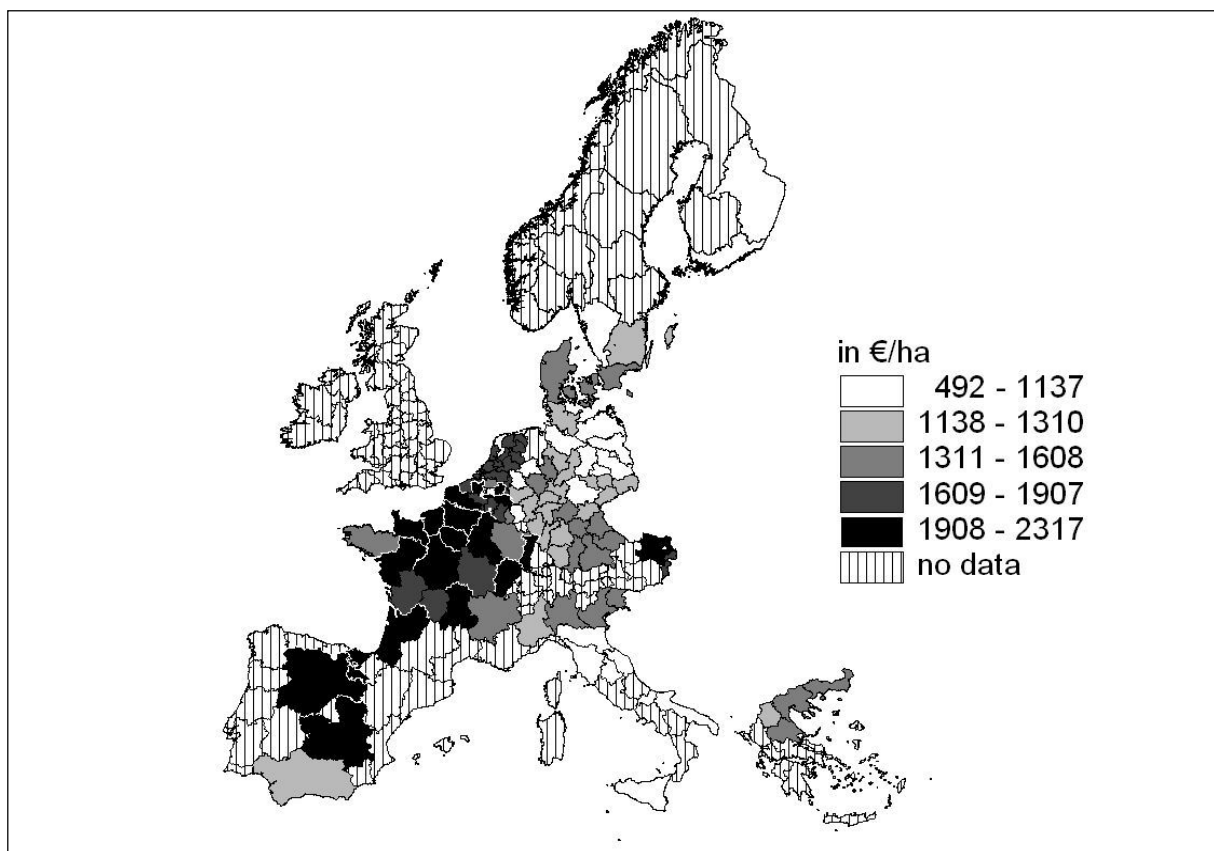 in €/ha
492 - 1137
1138 - 1310
1311 - 1608
1609 - 1907
1908 - 2317
no data